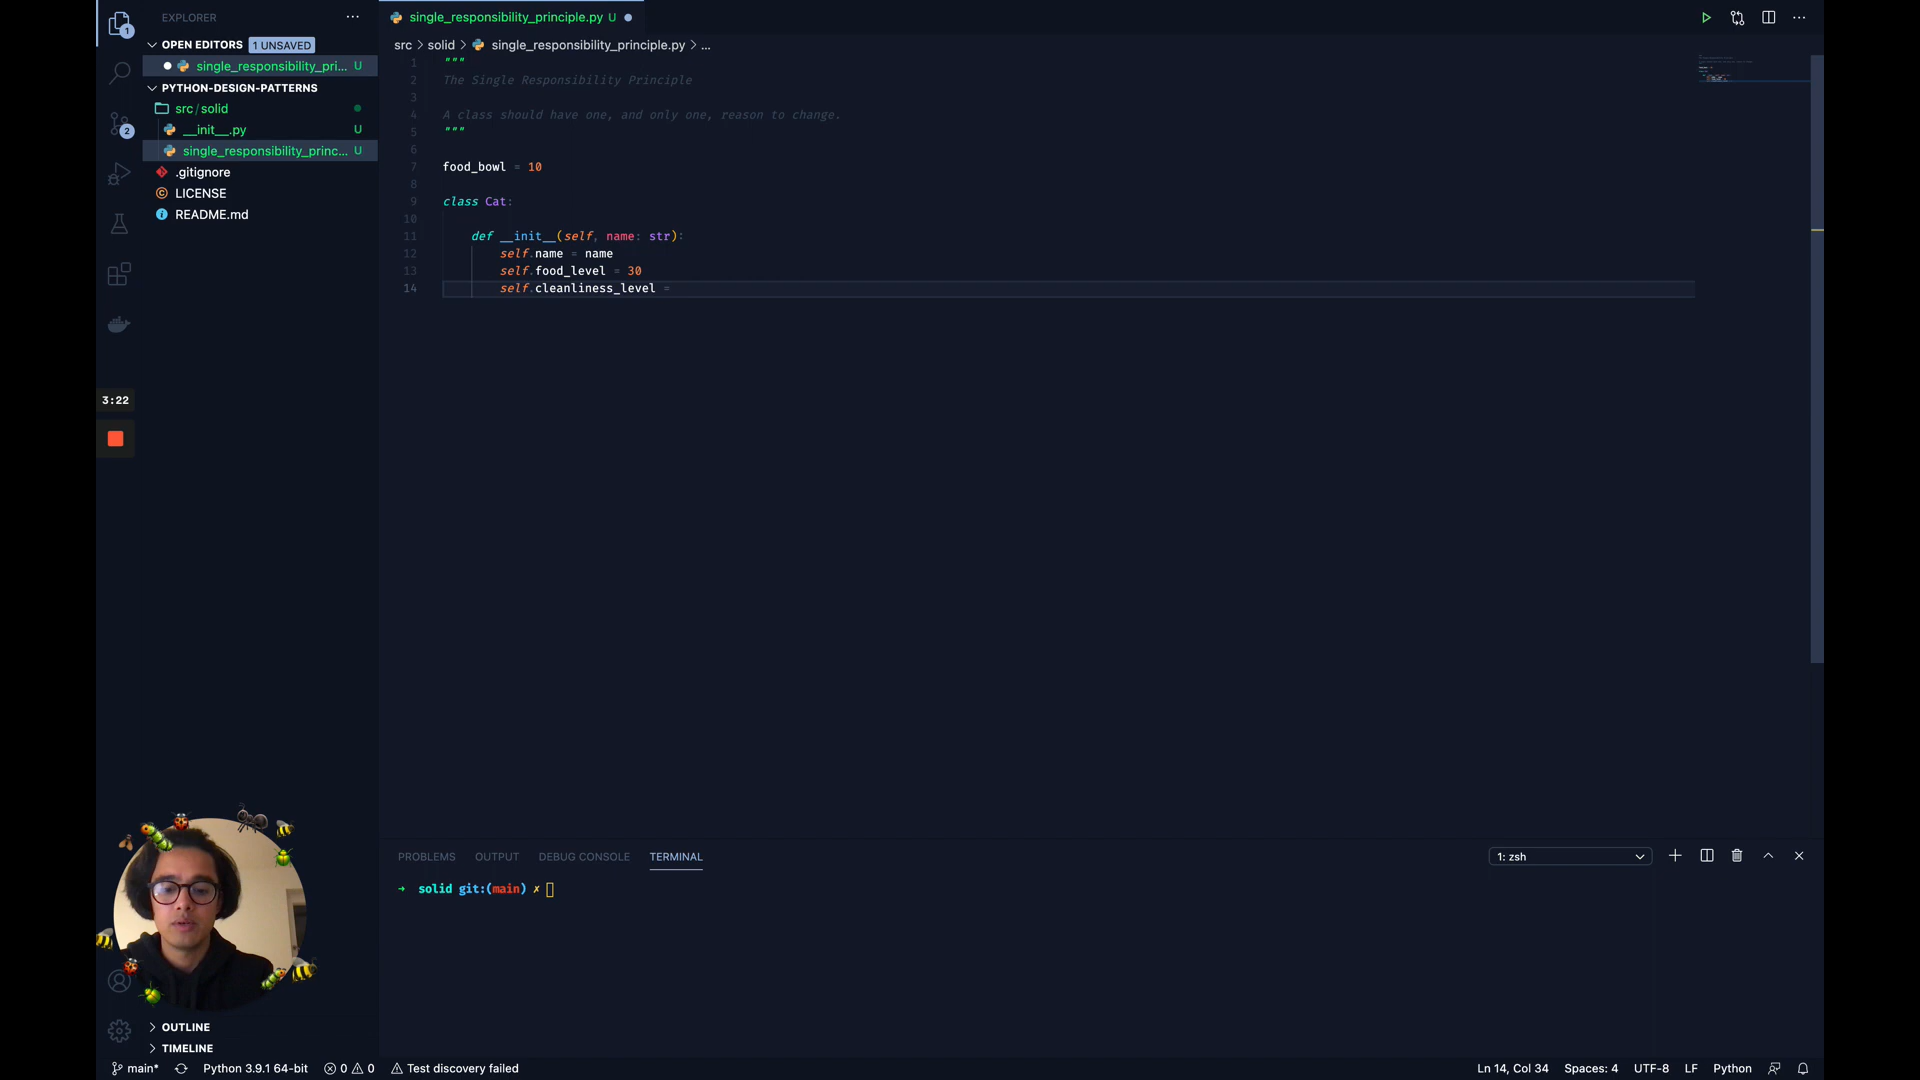 EXPLORER
OPEN EDITORS 1 UNSAVED
single_responsibility_pri... U
PYTHON-DESIGN-PATTERNS
src/solid
__init__.py U
single_responsibility_princ... U
.gitignore
LICENSE
README.md
1
2
3:22
OUTLINE
TIMELINE
single_responsibility_principle.py U
src > solid > single_responsibility_principle.py > ...
1 """
2 The Single Responsibility Principle
3
4 A class should have one, and only one, reason to change.
5 """
6
7 food_bowl = 10
8
9 class Cat:
10
11 def __init__(self, name: str):
12 self.name = name
13 self.food_level = 30
14 self.cleanliness_level =
PROBLEMS OUTPUT DEBUG CONSOLE TERMINAL 1: zsh
→ solid git:(main) ✗
main* Python 3.9.1 64-bit 0 0 Test discovery failed Ln 14, Col 34 Spaces: 4 UTF-8 LF Python